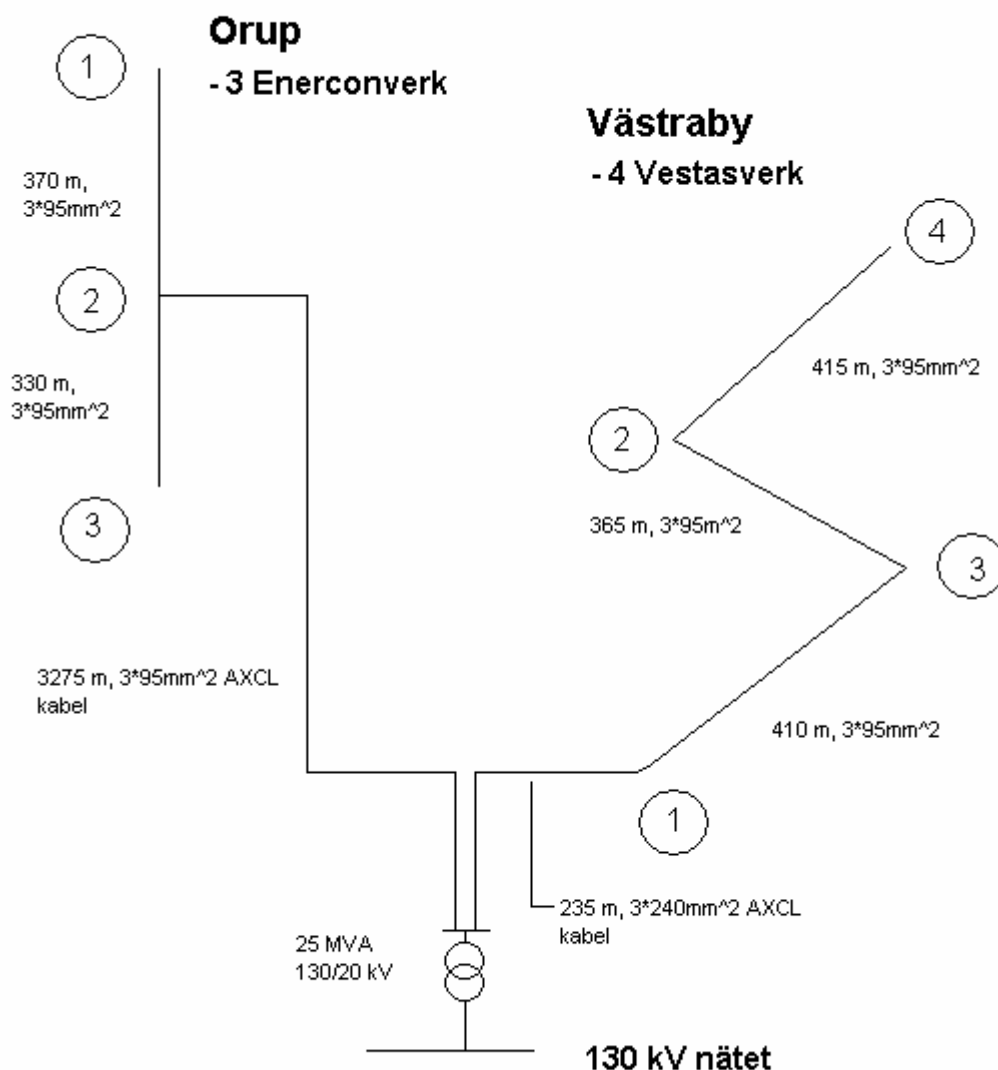 Orup
- 3 Enerconverk
1
370 m,
3*95mm^2
2
330 m,
3*95mm^2
3
3275 m, 3*95mm^2 AXCL
kabel
Västraby
- 4 Vestasverk
4
415 m, 3*95mm^2
2
365 m, 3*95m^2
3
410 m, 3*95mm^2
1
235 m, 3*240mm^2 AXCL
kabel
25 MVA
130/20 kV
130 kV nätet